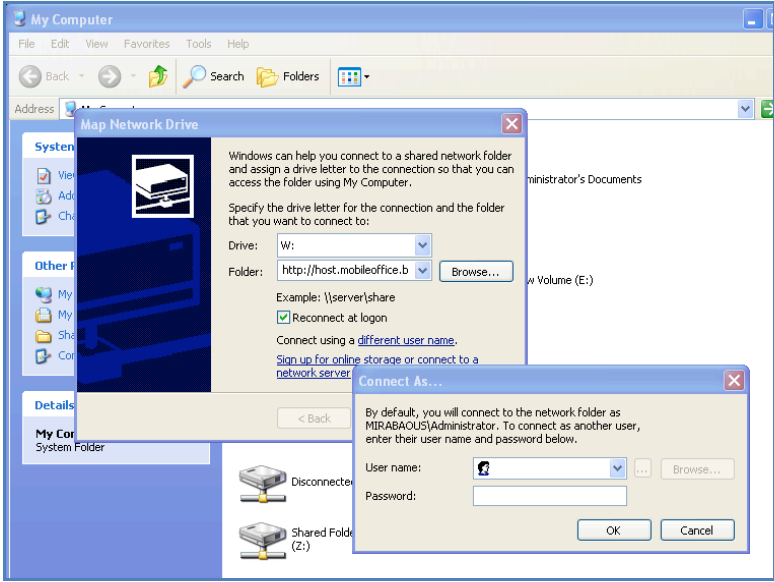 My Computer
File Edit View Favorites Tools Help
Back Search Folders
Address
Map Network Drive
Windows can help you connect to a shared network folder
and assign a drive letter to the connection so that you can
access the folder using My Computer.
Specify the drive letter for the connection and the folder
that you want to connect to:
Drive: W:
Folder: http://host.mobileoffice.b Browse...
Example: \\server\share
Reconnect at logon
Connect using a different user name.
Sign up for online storage or connect to a
network server
< Back
System
Other
My
My
Details
My Com
System Folder
ministrator's Documents
w Volume (E:)
Disconnecte
Shared Folde
(Z:)
Connect As...
By default, you will connect to the network folder as
MIRABAOUS\Administrator. To connect as another user,
enter their user name and password below.
User name: ... Browse...
Password:
OK Cancel